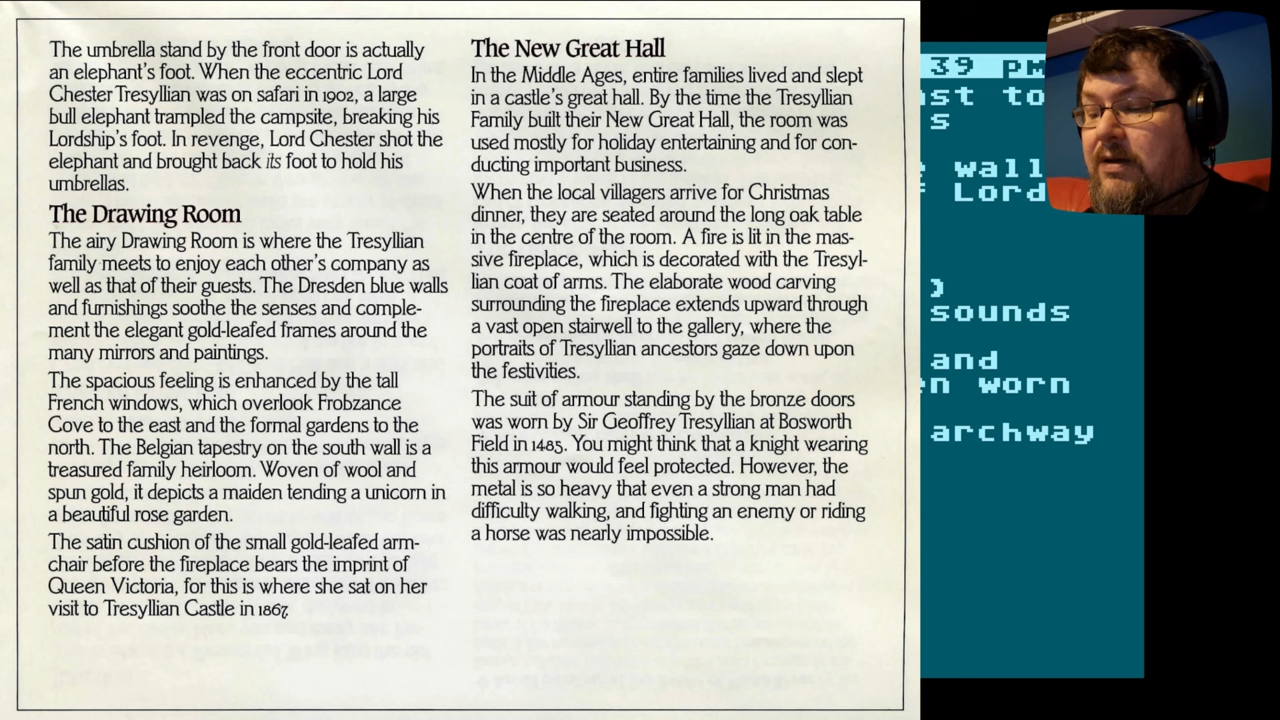 The umbrella stand by the front door is actually
an elephant's foot. When the eccentric Lord
Chester Tresyllian was on safari in 1902, a large
bull elephant trampled the campsite, breaking his
Lordship's foot. In revenge, Lord Chester shot the
elephant and brought back its foot to hold his
umbrellas.
The Drawing Room
The airy Drawing Room is where the Tresyllian
family meets to enjoy each other's company as
well as that of their guests. The Dresden blue walls
and furnishings soothe the senses and comple-
ment the elegant gold-leafed frames around the
many mirrors and paintings.
The spacious feeling is enhanced by the tall
French windows, which overlook Frobzance
Cove to the east and the formal gardens to the
north. The Belgian tapestry on the south wall is a
treasured family heirloom. Woven of wool and
spun gold, it depicts a maiden tending a unicorn in
a beautiful rose garden.
The satin cushion of the small gold-leafed arm-
chair before the fireplace bears the imprint of
Queen Victoria, for this is where she sat on her
visit to Tresyllian Castle in 1867.
The New Great Hall
In the Middle Ages, entire families lived and slept
in a castle's great hall. By the time the Tresyllian
Family built their New Great Hall, the room was
used mostly for holiday entertaining and for con-
ducting important business.
When the local villagers arrive for Christmas
dinner, they are seated around the long oak table
in the centre of the room. A fire is lit in the mas-
sive fireplace, which is decorated with the Tresyl-
lian coat of arms. The elaborate wood carving
surrounding the fireplace extends upward through
a vast open stairwell to the gallery, where the
portraits of Tresyllian ancestors gaze down upon
the festivities.
The suit of armour standing by the bronze doors
was worn by Sir Geoffrey Tresyllian at Bosworth
Field in 1485. You might think that a knight wearing
this armour would feel protected. However, the
metal is so heavy that even a strong man had
difficulty walking, and fighting an enemy or riding
a horse was nearly impossible.
39 pm
st to
s
wall
Lord
sounds
and
n worn
archway